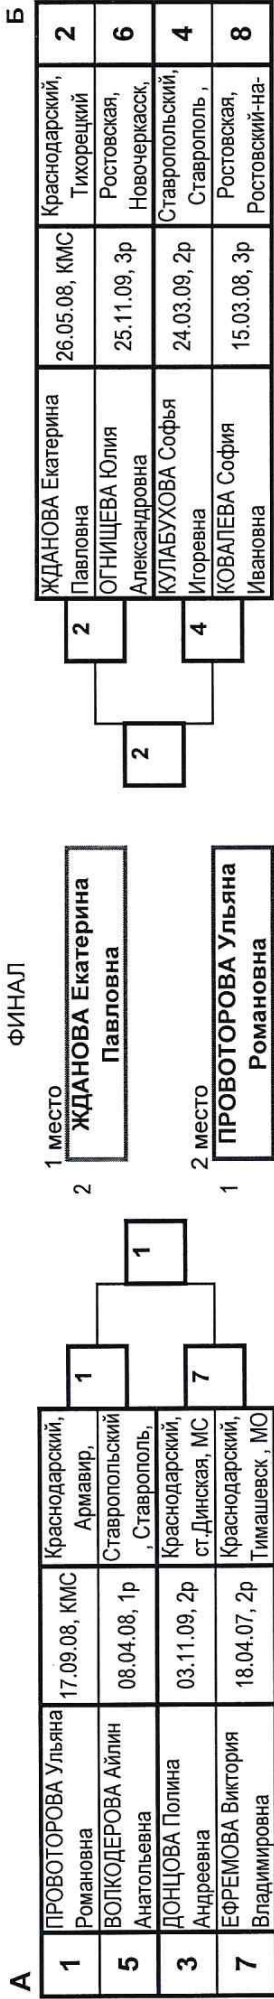 А
1
ПРОВОТОРОВА Ульяна
Романовна
17.09.08, КМС
Краснодарский,
Армавир,
5
ВОЛКОДЕРОВА Айлин
Анатольевна
08.04.08, 1р
Ставропольский
, Ставрополь,
3
ДОНЦОВА Полина
Андреевна
03.11.09, 2р
Краснодарский,
ст.Динская, МС
7
ЕФРЕМОВА Виктория
Владимировна
18.04.07, 2р
Краснодарский,
Тимашевск , МО
1
7
1
ФИНАЛ
1 место
2
ЖДАНОВА Екатерина
Павловна
2 место
1
ПРОВОТОРОВА Ульяна
Романовна
Б
2
2
4
ЖДАНОВА Екатерина
Павловна
26.05.08, КМС
Краснодарский,
Тихорецкий
2
ОГНИЩЕВА Юлия
Александровна
25.11.09, 3р
Ростовская,
Новочеркасск,
6
КУЛАБУХОВА Софья
Игоревна
24.03.09, 2р
Ставропольский,
Ставрополь ,
4
КОВАЛЕВА София
Ивановна
15.03.08, 3р
Ростовская,
Ростовский-на-
8